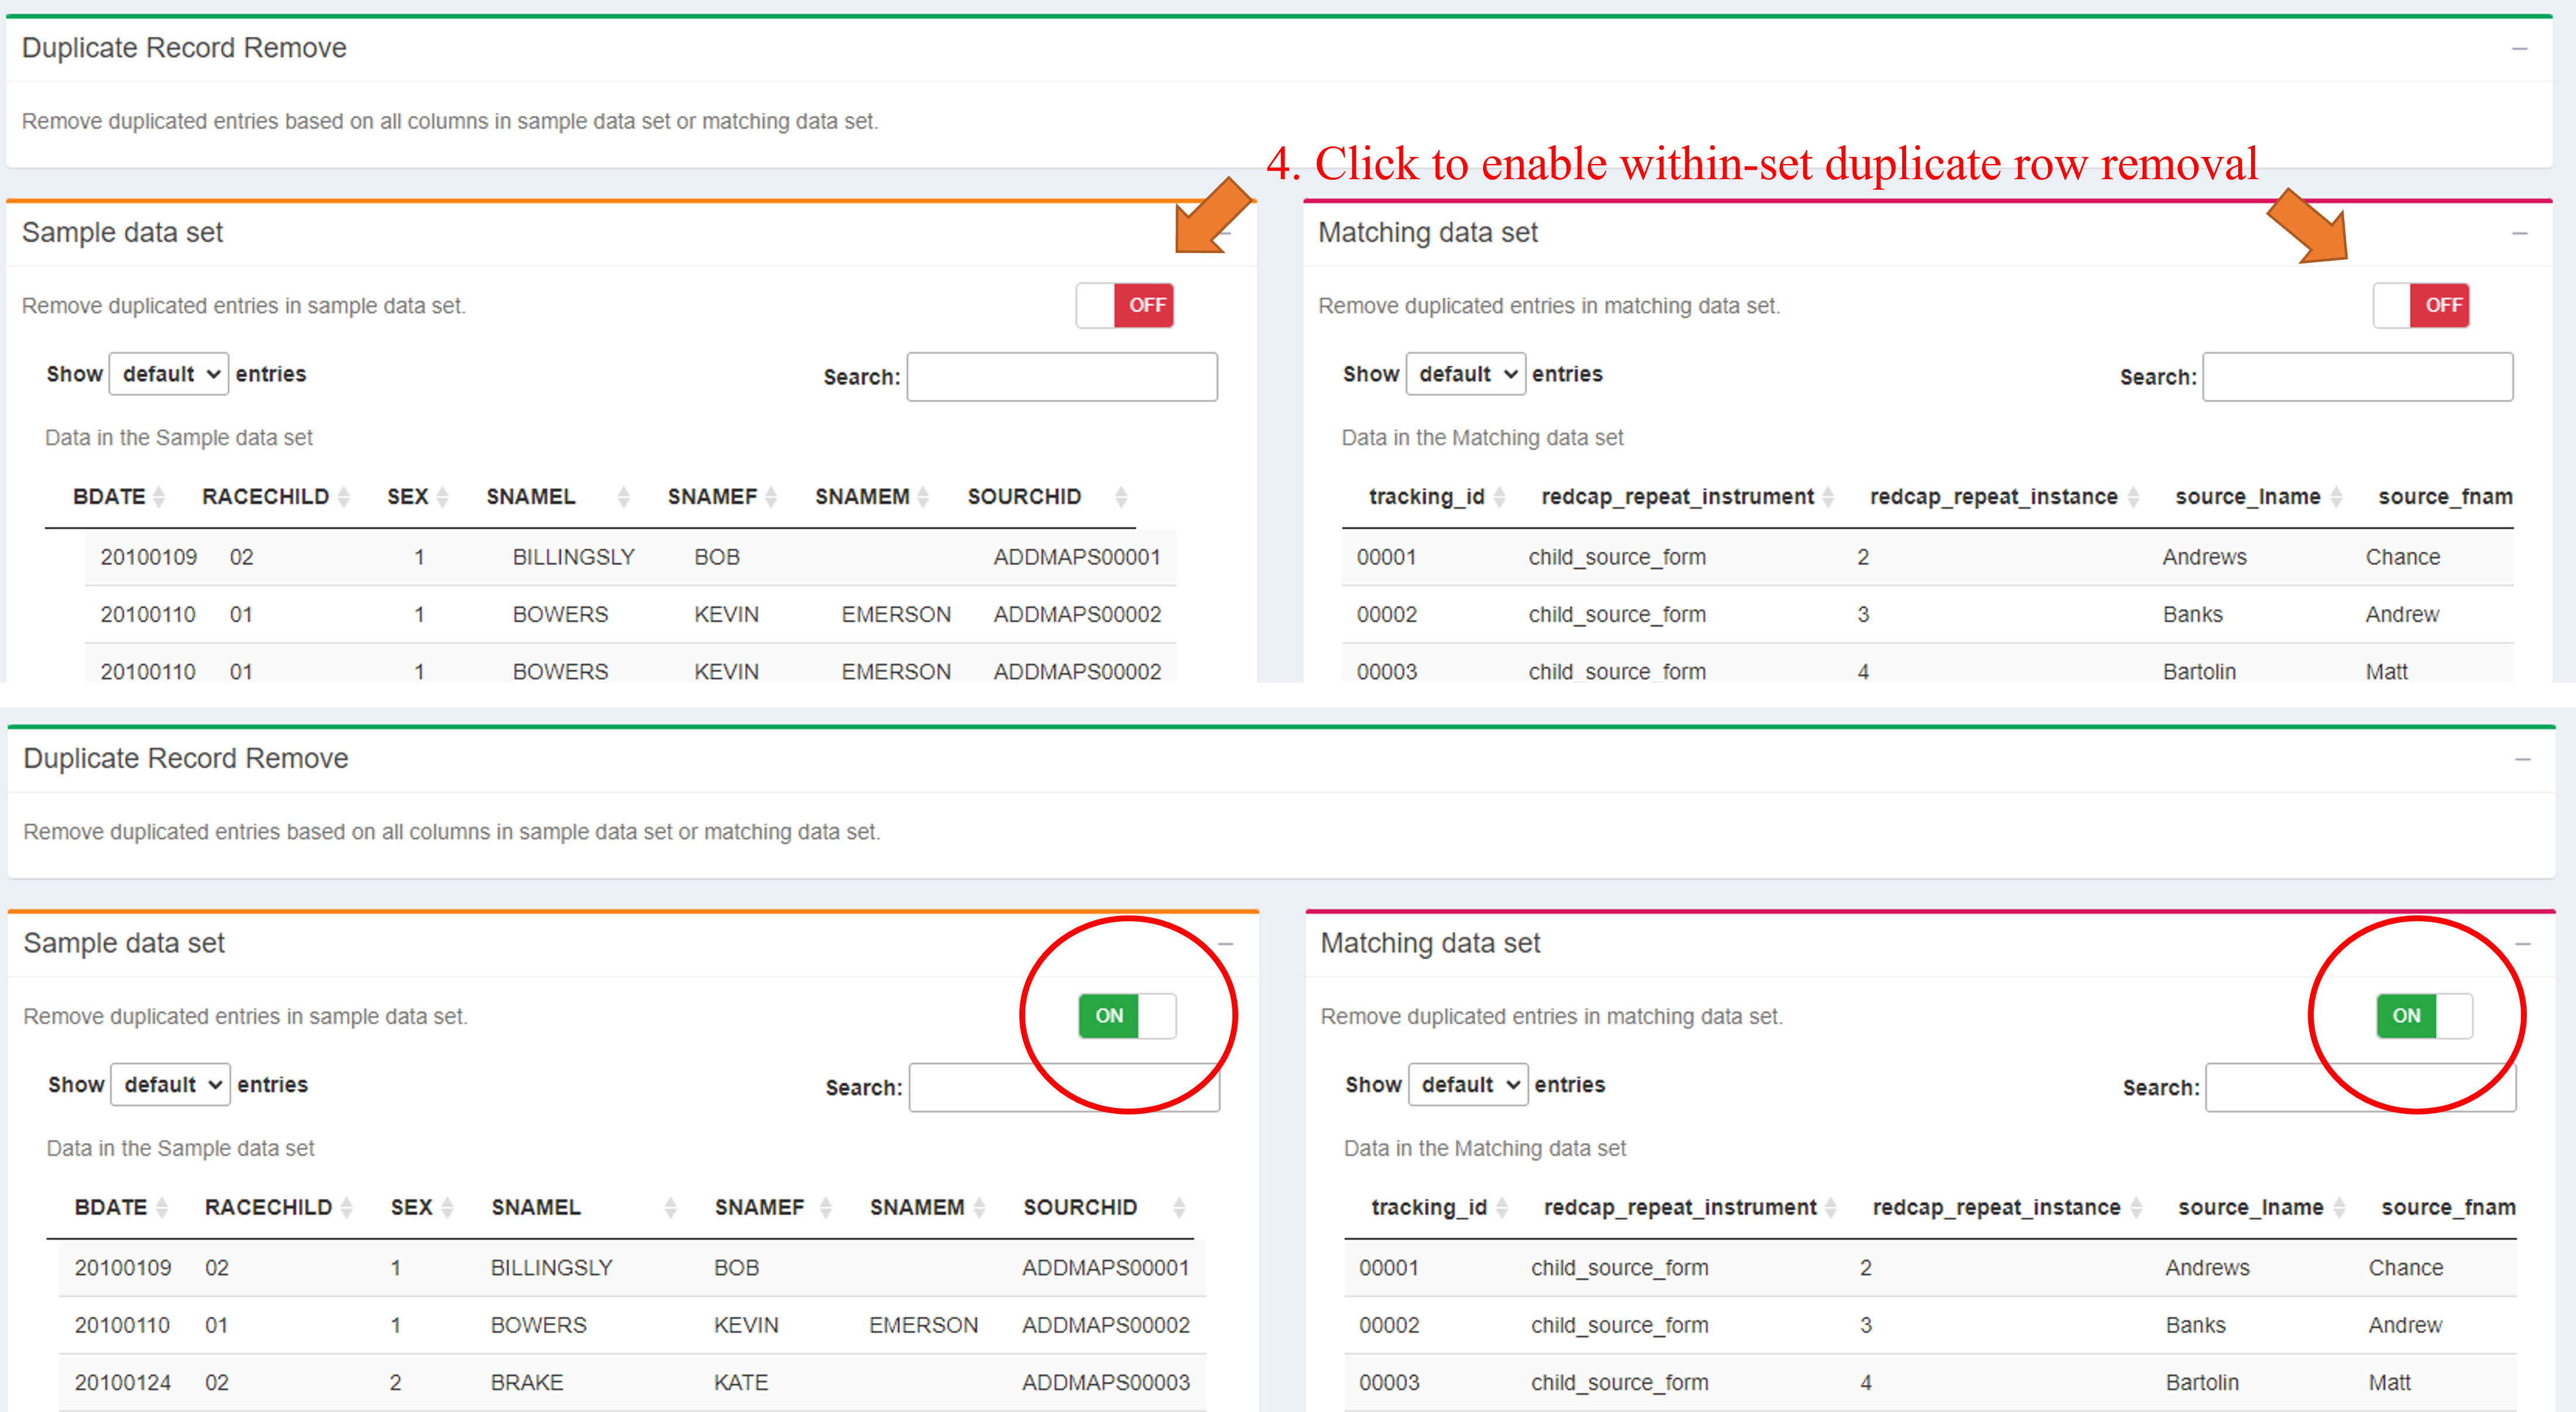 Duplicate Record Remove
Remove duplicated entries based on all columns in sample data set or matching data set.
4. Click to enable within-set duplicate row removal
Sample data set
Remove duplicated entries in sample data set.
OFF
Show default entries
Search:
Data in the Sample data set
BDATE RACECHILD SEX SNAMEL SNAMEF SNAMEM SOURCHID
20100109 02 1 BILLINGSLY BOB ADDMAPS00001
20100110 01 1 BOWERS KEVIN EMERSON ADDMAPS00002
20100110 01 1 BOWERS KEVIN EMERSON ADDMAPS00002
Matching data set
Remove duplicated entries in matching data set.
OFF
Show default entries
Search:
Data in the Matching data set
tracking_id redcap_repeat_instrument redcap_repeat_instance source_lname source_fnam
00001 child_source_form 2 Andrews Chance
00002 child_source_form 3 Banks Andrew
00003 child_source_form 4 Bartolin Matt
Duplicate Record Remove
Remove duplicated entries based on all columns in sample data set or matching data set.
Sample data set
Remove duplicated entries in sample data set.
ON
Show default entries
Search:
Data in the Sample data set
BDATE RACECHILD SEX SNAMEL SNAMEF SNAMEM SOURCHID
20100109 02 1 BILLINGSLY BOB ADDMAPS00001
20100110 01 1 BOWERS KEVIN EMERSON ADDMAPS00002
20100124 02 2 BRAKE KATE ADDMAPS00003
Matching data set
Remove duplicated entries in matching data set.
ON
Show default entries
Search:
Data in the Matching data set
tracking_id redcap_repeat_instrument redcap_repeat_instance source_lname source_fnam
00001 child_source_form 2 Andrews Chance
00002 child_source_form 3 Banks Andrew
00003 child_source_form 4 Bartolin Matt